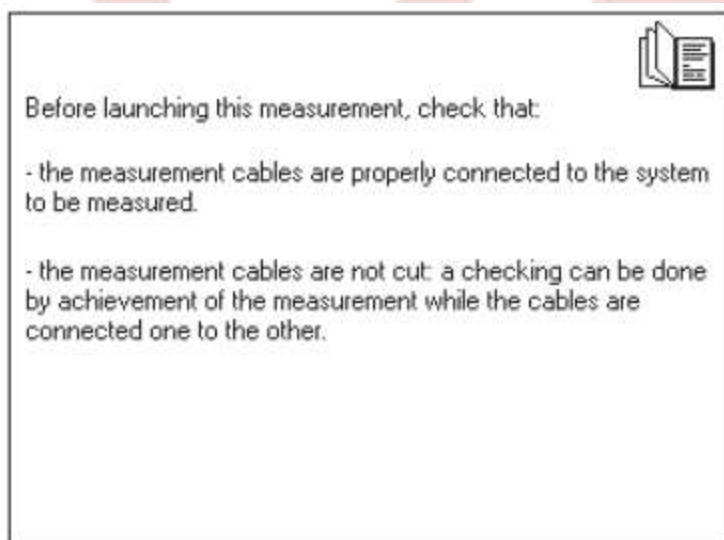 Before launching this measurement, check that:
- the measurement cables are properly connected to the system
to be measured.
- the measurement cables are not cut: a checking can be done
by achievement of the measurement while the cables are
connected one to the other.